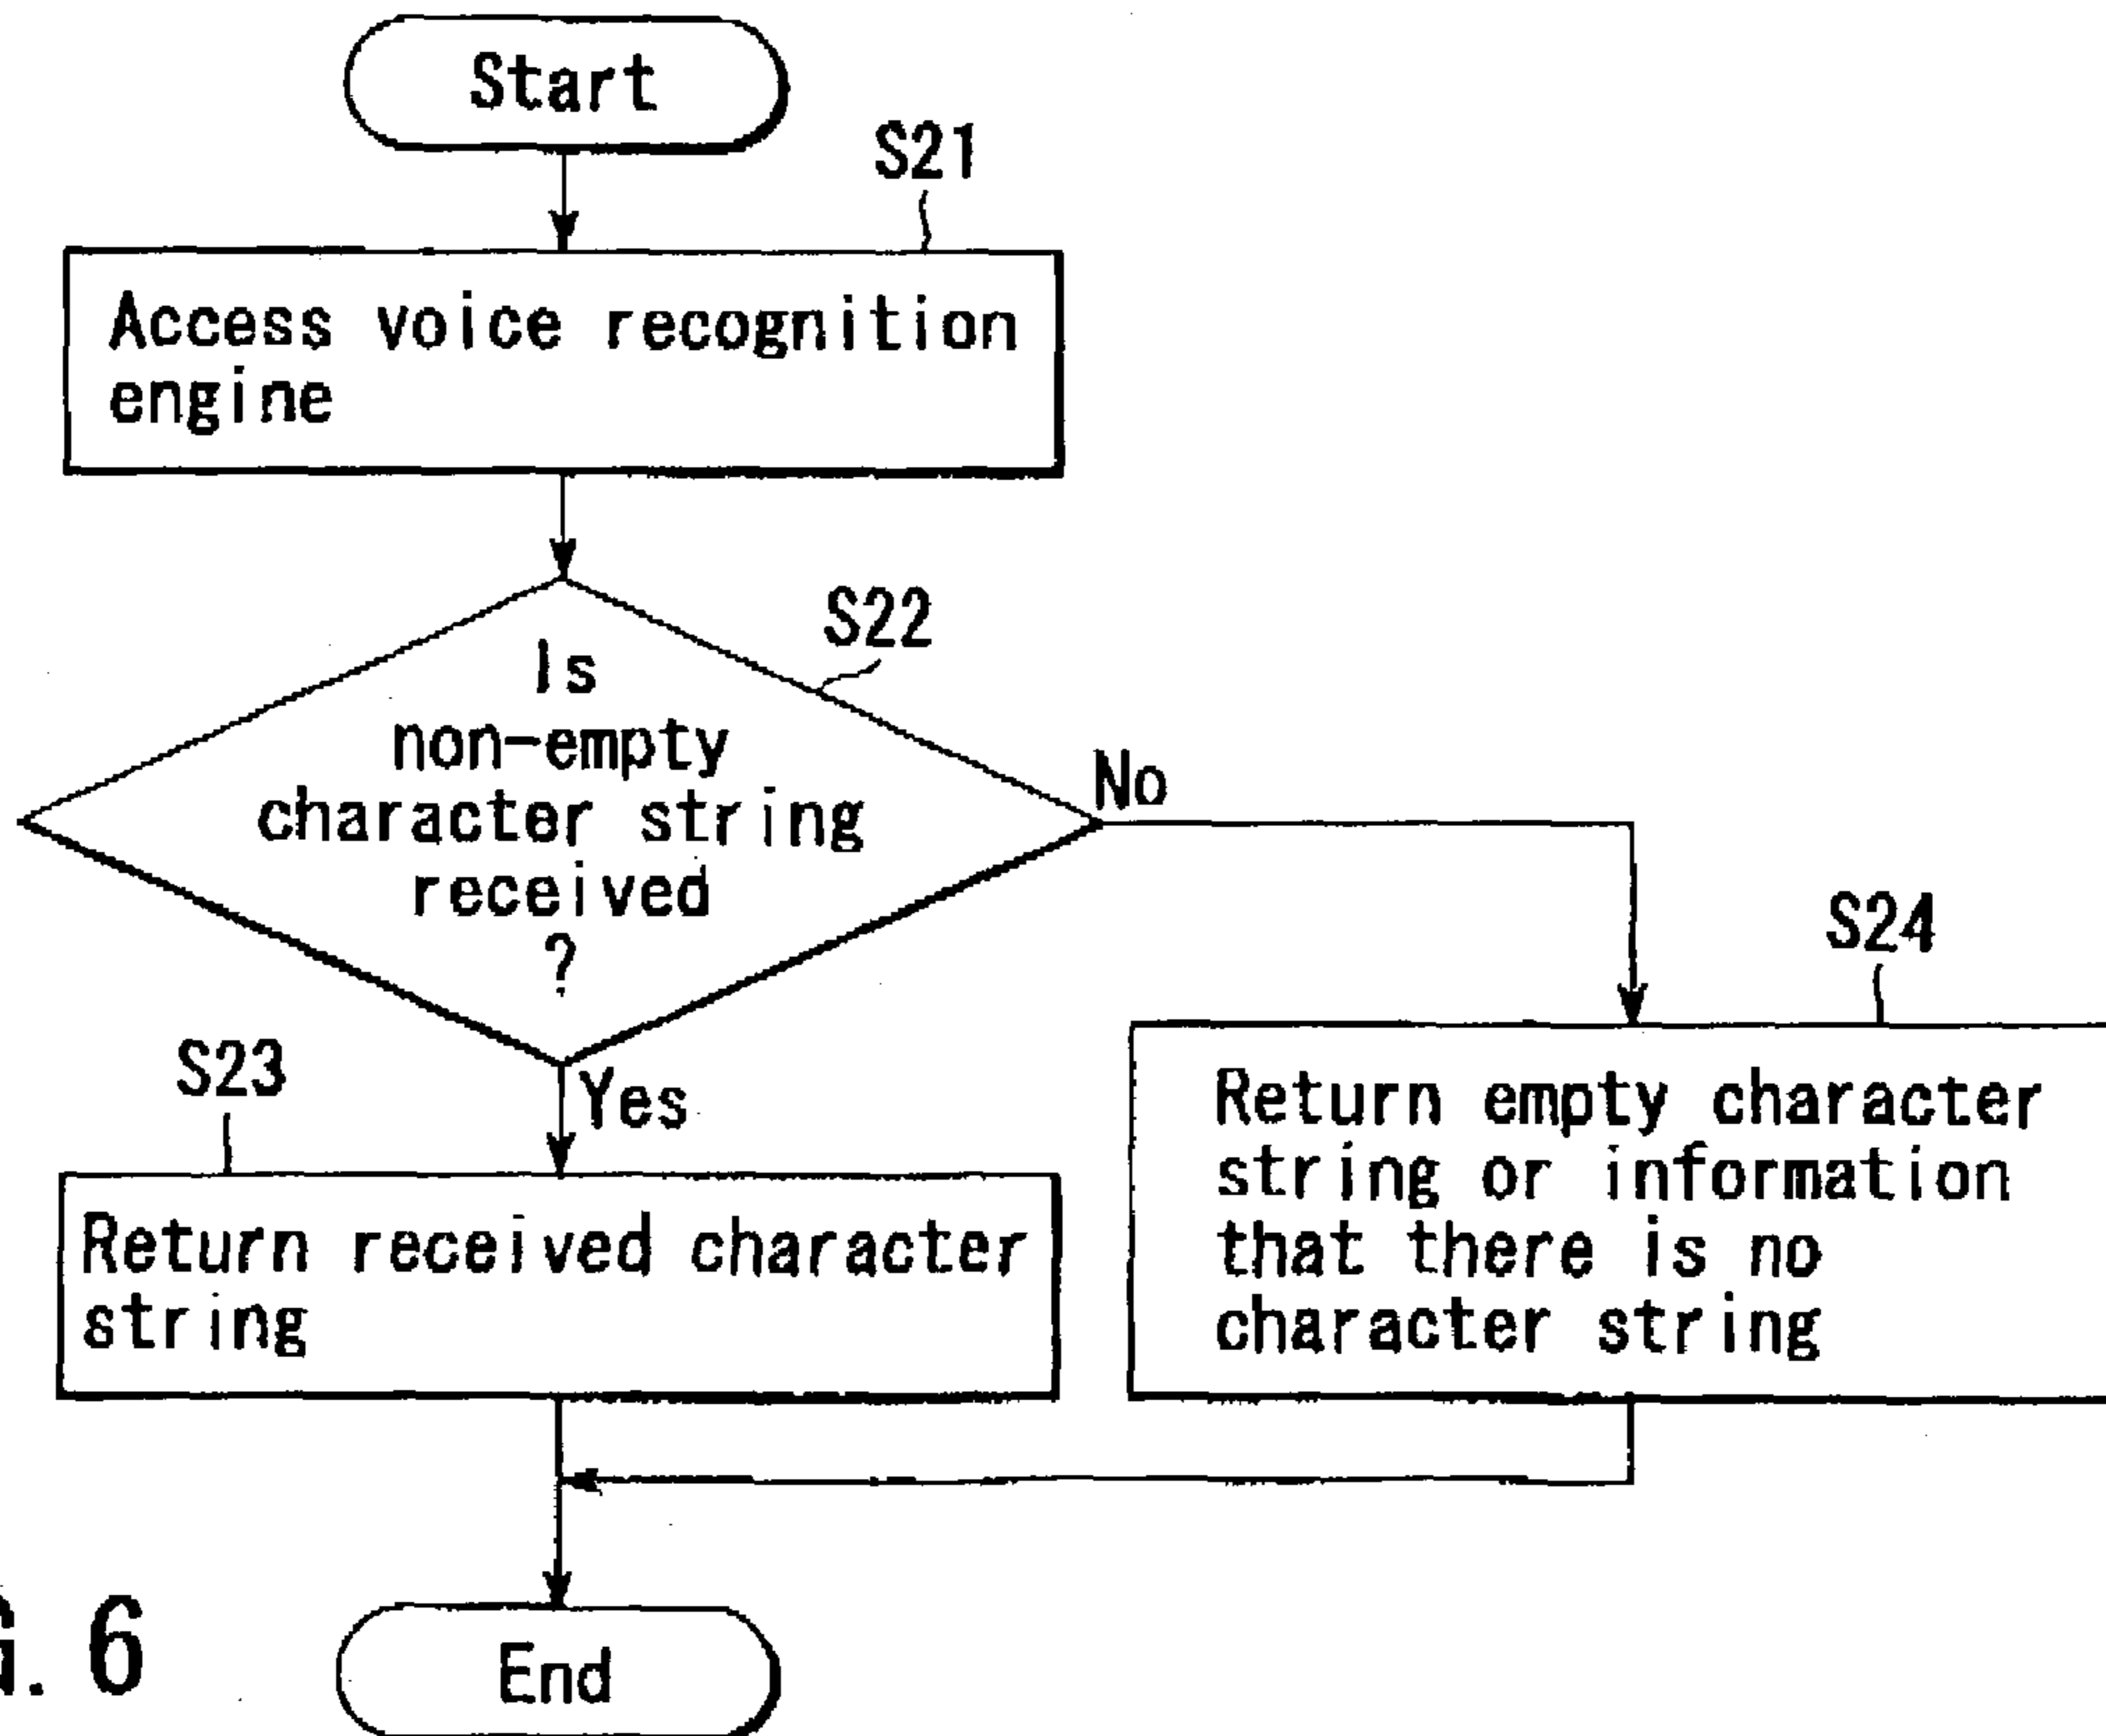 Start
S21
Access voice recognition
engine
S22
Is
non-empty
character string
received
?
No
Yes
S23
Return received character
string
S24
Return empty character
string or information
that there is no
character string
End
G. 6